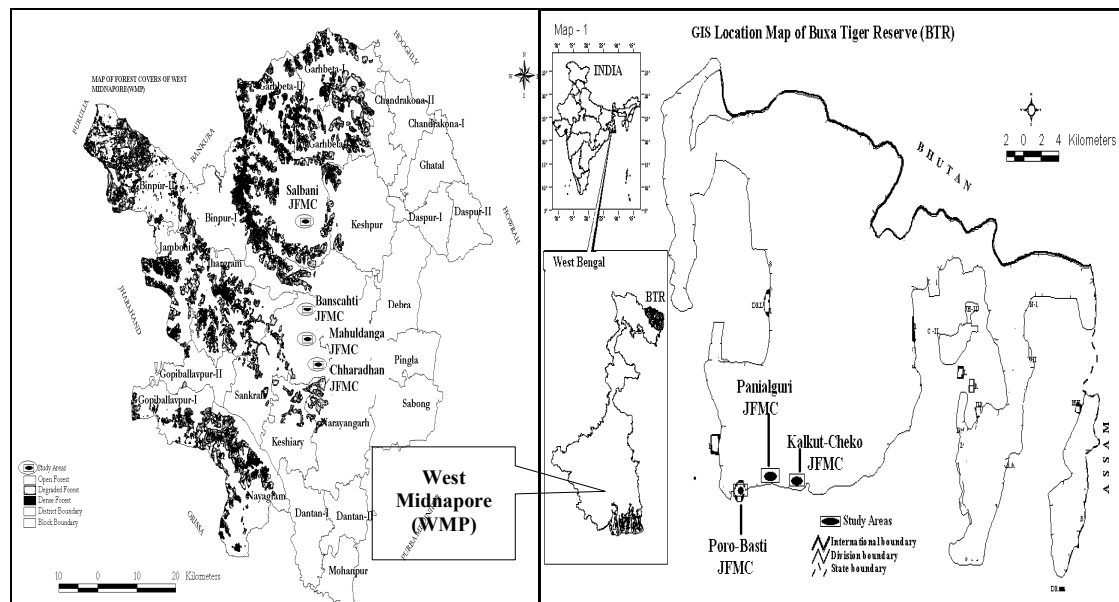 MAP OF FOREST COVERS OF WEST
MIDNAPORE(WMP)
HOOGHLY
PURULIA
BANKURA
Garhbeta-I
Garhbeta-II
Chandrakona-II
Chandrakona-I
Ghatal
Binpur-II
Salbani
JFMC
Binpur-I
Keshpur
Daspur-I
Daspur-II
HOWRAH
Jamboni
Jhargram
JHARJHAND
Banscahti
JFMC
Debra
Mahuldanga
JFMC
Chharadhan
JFMC
Pingla
Gopiballavpur-II
Gopiballavpur-I
Sankrail
Sabong
Narayangarh
Keshiary
Nayagram
ORISSA
Dantan-I
Dantan-II
Mohanpur
Study Areas
Open Forest
Degraded Forest
Dense Forest
District Boundary
Block Boundary
10 0 10 20 Kilometers
West
Midnapore
(WMP)
Map - 1
GIS Location Map of Buxa Tiger Reserve (BTR)
INDIA
2 0 2 4 Kilometers
BHUTAN
West Bengal
BTR
Panialguri
JFMC
Kalkut-Cheko
JFMC
Poro-Basti
JFMC
ASSAM
Study Areas
International boundary
Division boundary
State boundary